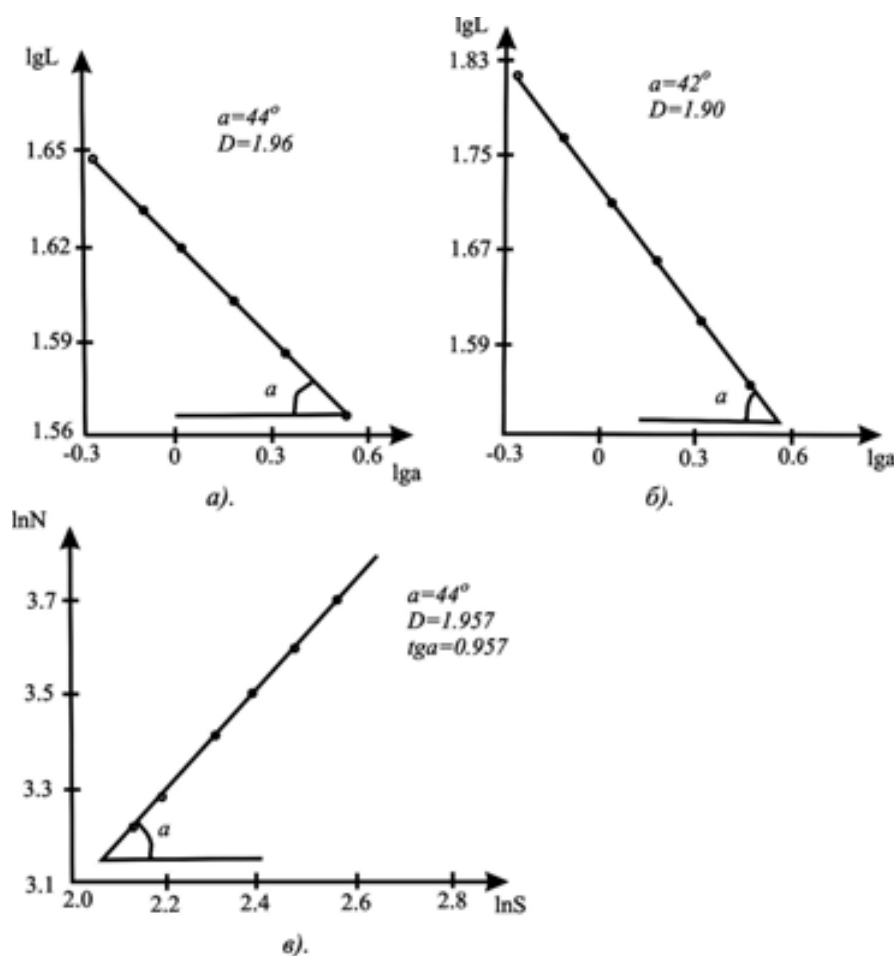 lgL
a=44°
D=1.96
1.65
1.62
1.59
1.56
a
-0.3
0
0.3
0.6
lga
а).
lgL
1.83
a=42°
D=1.90
1.75
1.67
1.59
a
-0.3
0
0.3
0.6
lga
б).
lnN
a=44°
D=1.957
tga=0.957
3.7
3.5
3.3
3.1
a
2.0
2.2
2.4
2.6
2.8
lnS
в).